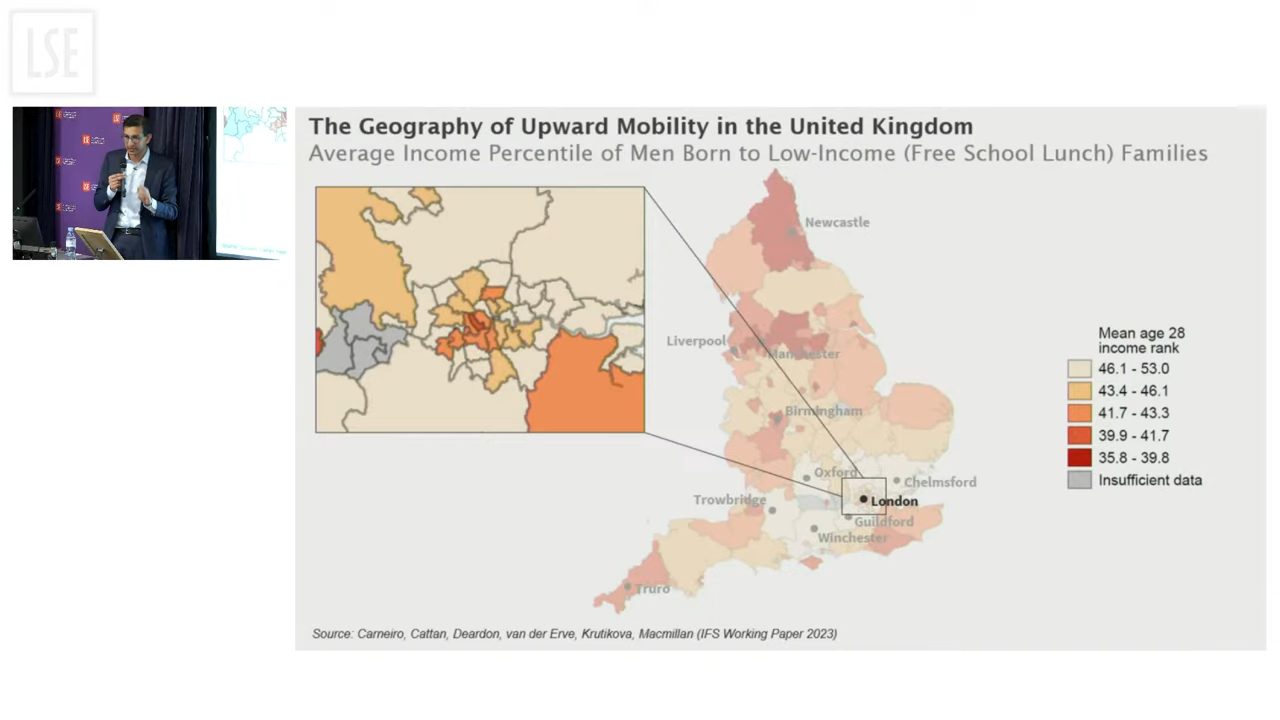 LSE
The Geography of Upward Mobility in the United Kingdom
Average Income Percentile of Men Born to Low-Income (Free School Lunch) Families
Newcastle
Liverpool
Manchester
Birmingham
Oxford
Chelmsford
Trowbridge
London
Guildford
Winchester
Truro
Mean age 28
income rank
46.1 - 53.0
43.4 - 46.1
41.7 - 43.3
39.9 - 41.7
35.8 - 39.8
Insufficient data
Source: Carneiro, Cattan, Deardon, van der Erve, Krutikova, Macmillan (IFS Working Paper 2023)